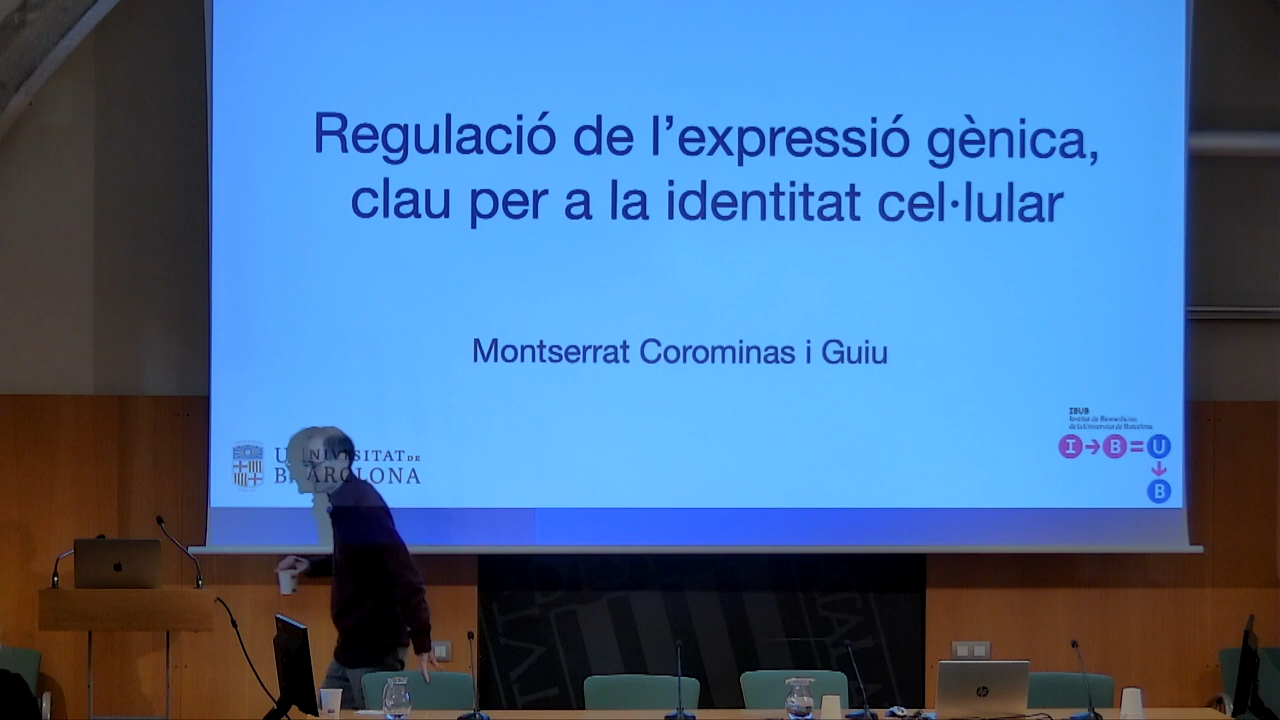 Regulació de l’expressió gènica,
clau per a la identitat cel·lular
Montserrat Corominas i Guiu
IBUB
Institut de Biomedicina
de la Universitat de Barcelona
I B = U
B
UNIVERSITAT DE
BARCELONA
hp